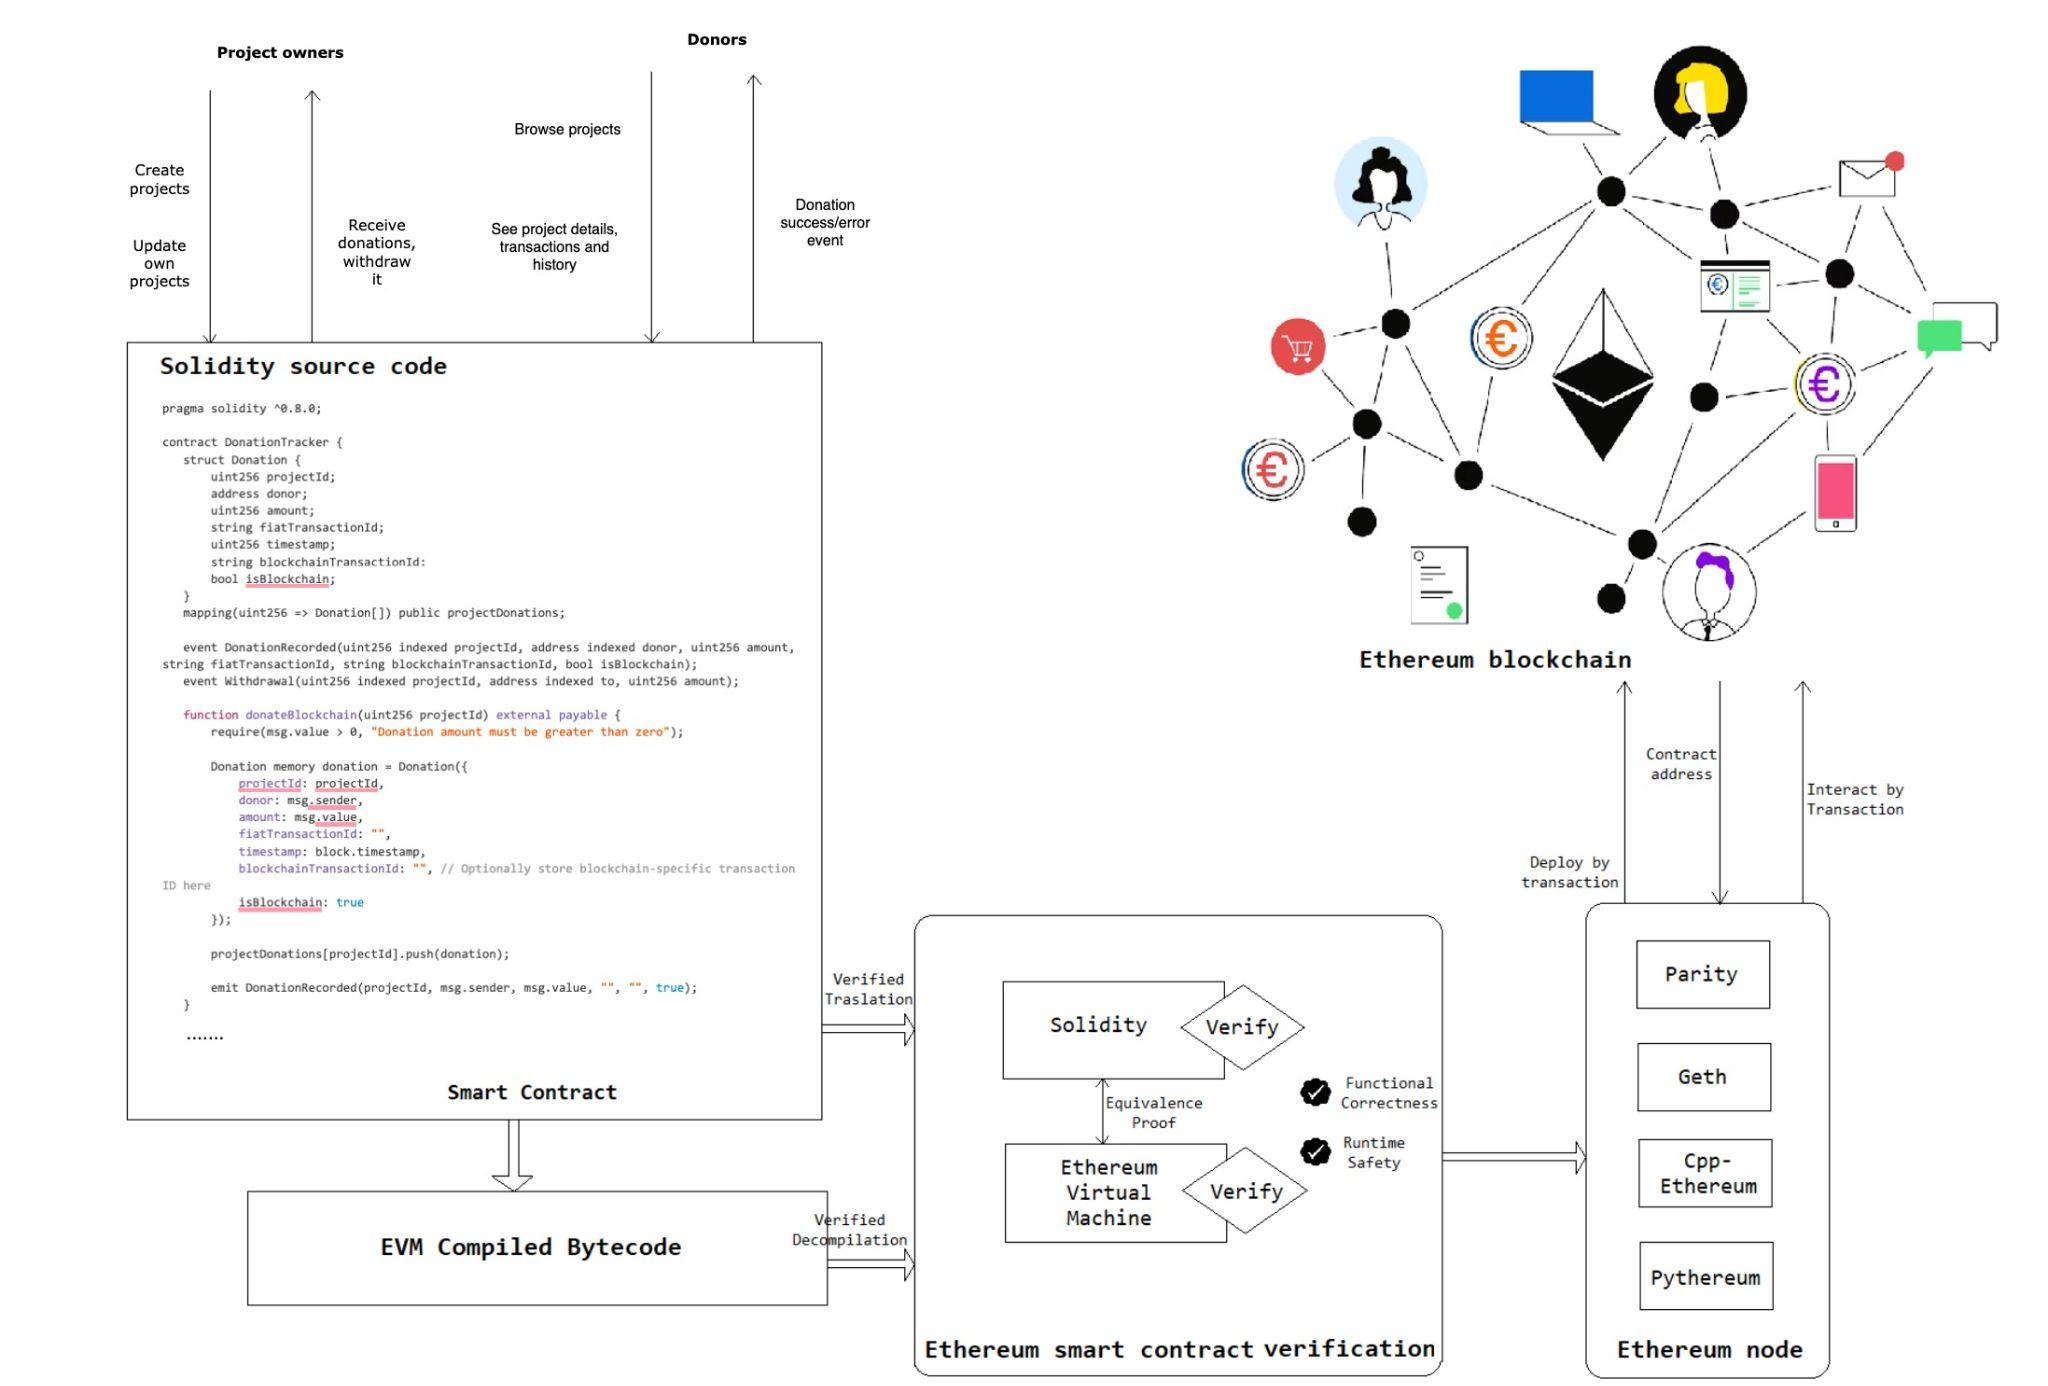 Project owners
Donors
Create
projects
Update
own
projects
Receive
donations,
withdraw
it
Browse projects
See project details,
transactions and
history
Donation
success/error
event
Solidity source code
pragma solidity ^0.8.0;
contract DonationTracker {
struct Donation {
uint256 projectId;
address donor;
uint256 amount;
string fiatTransactionId;
uint256 timestamp;
string blockchainTransactionId:
bool isBlockchain;
}
mapping(uint256 => Donation[]) public projectDonations;
event DonationRecorded(uint256 indexed projectId, address indexed donor, uint256 amount,
string fiatTransactionId, string blockchainTransactionId, bool isBlockchain);
event Withdrawal(uint256 indexed projectId, address indexed to, uint256 amount);
function donateBlockchain(uint256 projectId) external payable {
require(msg.value > 0, "Donation amount must be greater than zero");
Donation memory donation = Donation({
projectId: projectId,
donor: msg.sender,
amount: msg.value,
fiatTransactionId: "",
timestamp: block.timestamp,
blockchainTransactionId: "", // Optionally store blockchain-specific transaction
ID here
isBlockchain: true
});
projectDonations[projectId].push(donation);
emit DonationRecorded(projectId, msg.sender, msg.value, "", "", true);
}
.......
Smart Contract
EVM Compiled Bytecode
Verified
Traslation
Verified
Decompilation
Solidity
Verify
Equivalence
Proof
Ethereum
Virtual
Machine
Verify
Functional
Correctness
Runtime
Safety
Ethereum smart contract verification
€
€
€
€
Ethereum blockchain
Deploy by
transaction
Contract
address
Interact by
Transaction
Parity
Geth
Cpp-
Ethereum
Pythereum
Ethereum node